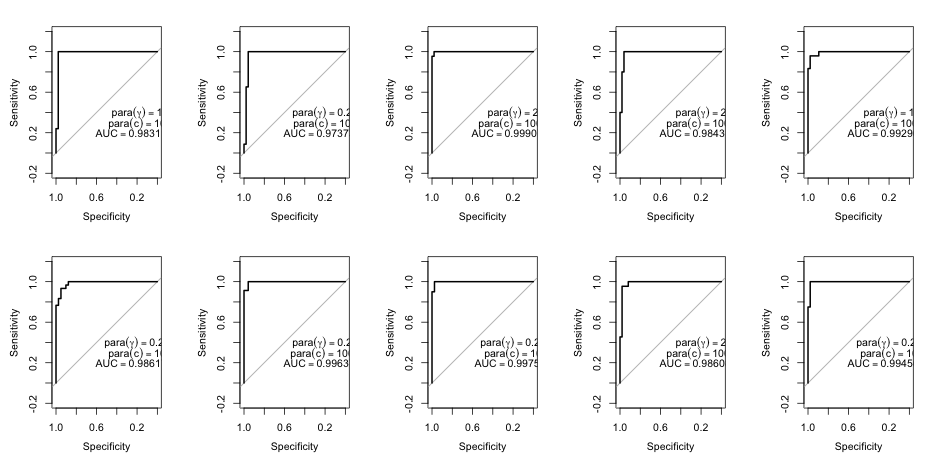 Sensitivity
1.0
0.6
0.2
-0.2
para(γ) = 1
para(c) = 10
AUC = 0.9831
1.0 0.6 0.2
Specificity
Sensitivity
1.0
0.6
0.2
-0.2
para(γ) = 0.2
para(c) = 10
AUC = 0.9737
1.0 0.6 0.2
Specificity
Sensitivity
1.0
0.6
0.2
-0.2
para(γ) = 2
para(c) = 100
AUC = 0.9990
1.0 0.6 0.2
Specificity
Sensitivity
1.0
0.6
0.2
-0.2
para(γ) = 2
para(c) = 100
AUC = 0.9843
1.0 0.6 0.2
Specificity
Sensitivity
1.0
0.6
0.2
-0.2
para(γ) = 1
para(c) = 100
AUC = 0.9929
1.0 0.6 0.2
Specificity
Sensitivity
1.0
0.6
0.2
-0.2
para(γ) = 0.2
para(c) = 10
AUC = 0.9861
1.0 0.6 0.2
Specificity
Sensitivity
1.0
0.6
0.2
-0.2
para(γ) = 0.2
para(c) = 100
AUC = 0.9963
1.0 0.6 0.2
Specificity
Sensitivity
1.0
0.6
0.2
-0.2
para(γ) = 0.2
para(c) = 10
AUC = 0.9975
1.0 0.6 0.2
Specificity
Sensitivity
1.0
0.6
0.2
-0.2
para(γ) = 2
para(c) = 100
AUC = 0.9860
1.0 0.6 0.2
Specificity
Sensitivity
1.0
0.6
0.2
-0.2
para(γ) = 0.2
para(c) = 10
AUC = 0.9945
1.0 0.6 0.2
Specificity